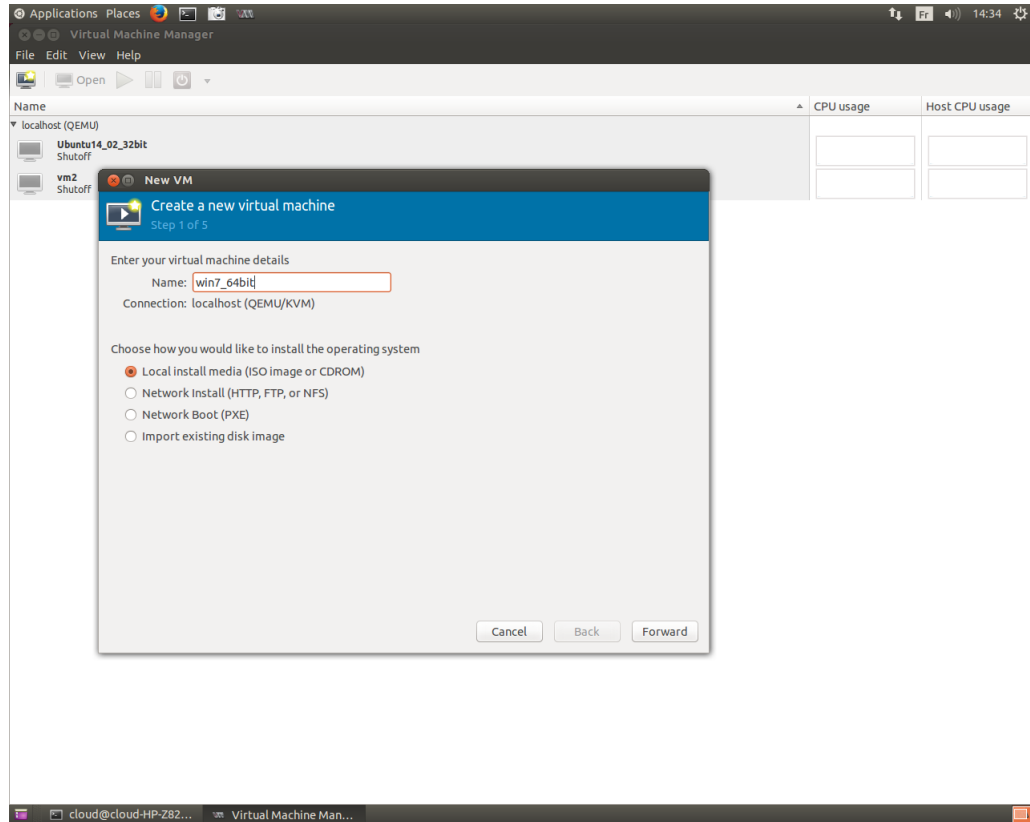 Applications Places Fr 14:34
Virtual Machine Manager
File Edit View Help
Open
Name CPU usage Host CPU usage
localhost (QEMU)
Ubuntu14_02_32bit
Shutoff
vm2
Shutoff
New VM
Create a new virtual machine
Step 1 of 5
Enter your virtual machine details
Name: win7_64bit
Connection: localhost (QEMU/KVM)
Choose how you would like to install the operating system
Local install media (ISO image or CDROM)
Network Install (HTTP, FTP, or NFS)
Network Boot (PXE)
Import existing disk image
Cancel Back Forward
cloud@cloud-HP-Z82... Virtual Machine Man...